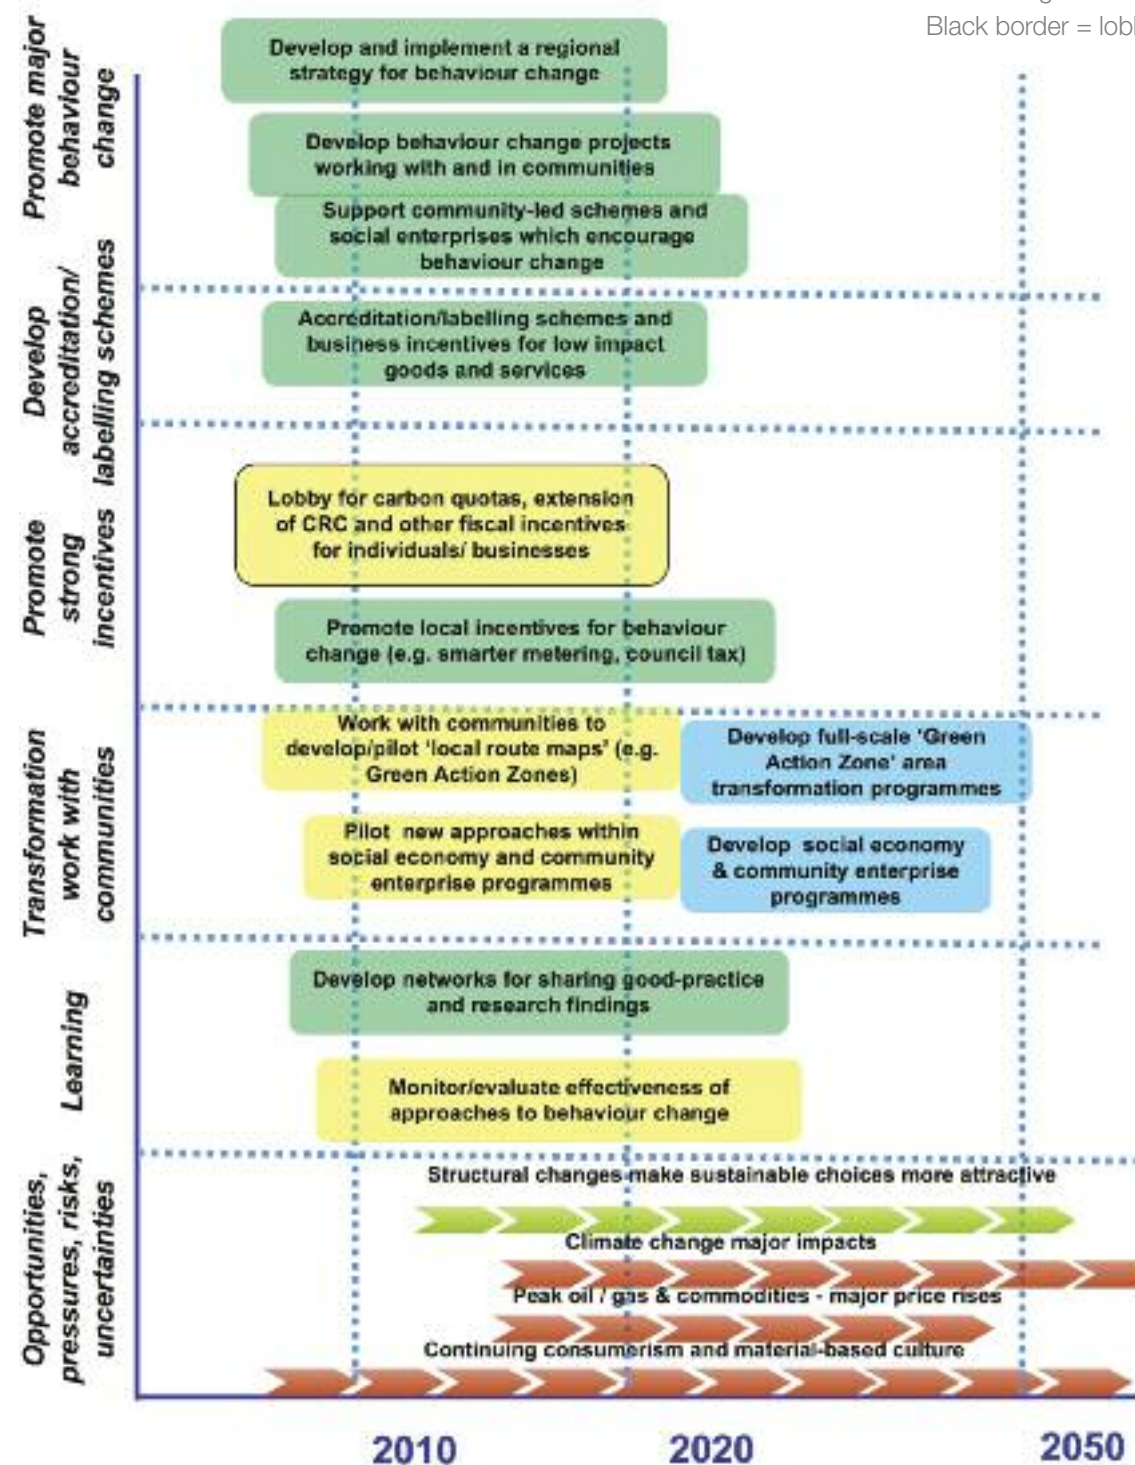 Black border =
Promote major
behaviour
change
Develop and implement a regional
strategy for behaviour change
Develop behaviour change projects
working with and in communities
Support community-led schemes and
social enterprises which encourage
behaviour change
Develop
accreditation/
labelling schemes
Accreditation/labelling schemes and
business incentives for low impact
goods and services
Promote
strong
incentives
Lobby for carbon quotas, extension
of CRC and other fiscal incentives
for individuals/ businesses
Promote local incentives for behaviour
change (e.g. smarter metering, council tax)
Transformation
work with
communities
Work with communities to
develop/pilot 'local route maps' (e.g.
Green Action Zones)
Develop full-scale 'Green
Action Zone' area
transformation programmes
Pilot new approaches within
social economy and community
enterprise programmes
Develop social economy
& community enterprise
programmes
Learning
Develop networks for sharing good-practice
and research findings
Monitor/evaluate effectiveness of
approaches to behaviour change
Opportunities,
pressures, risks,
uncertainties
Structural changes make sustainable choices more attractive
Climate change major impacts
Peak oil / gas & commodities - major price rises
Continuing consumerism and material-based culture
2010 2020 2050